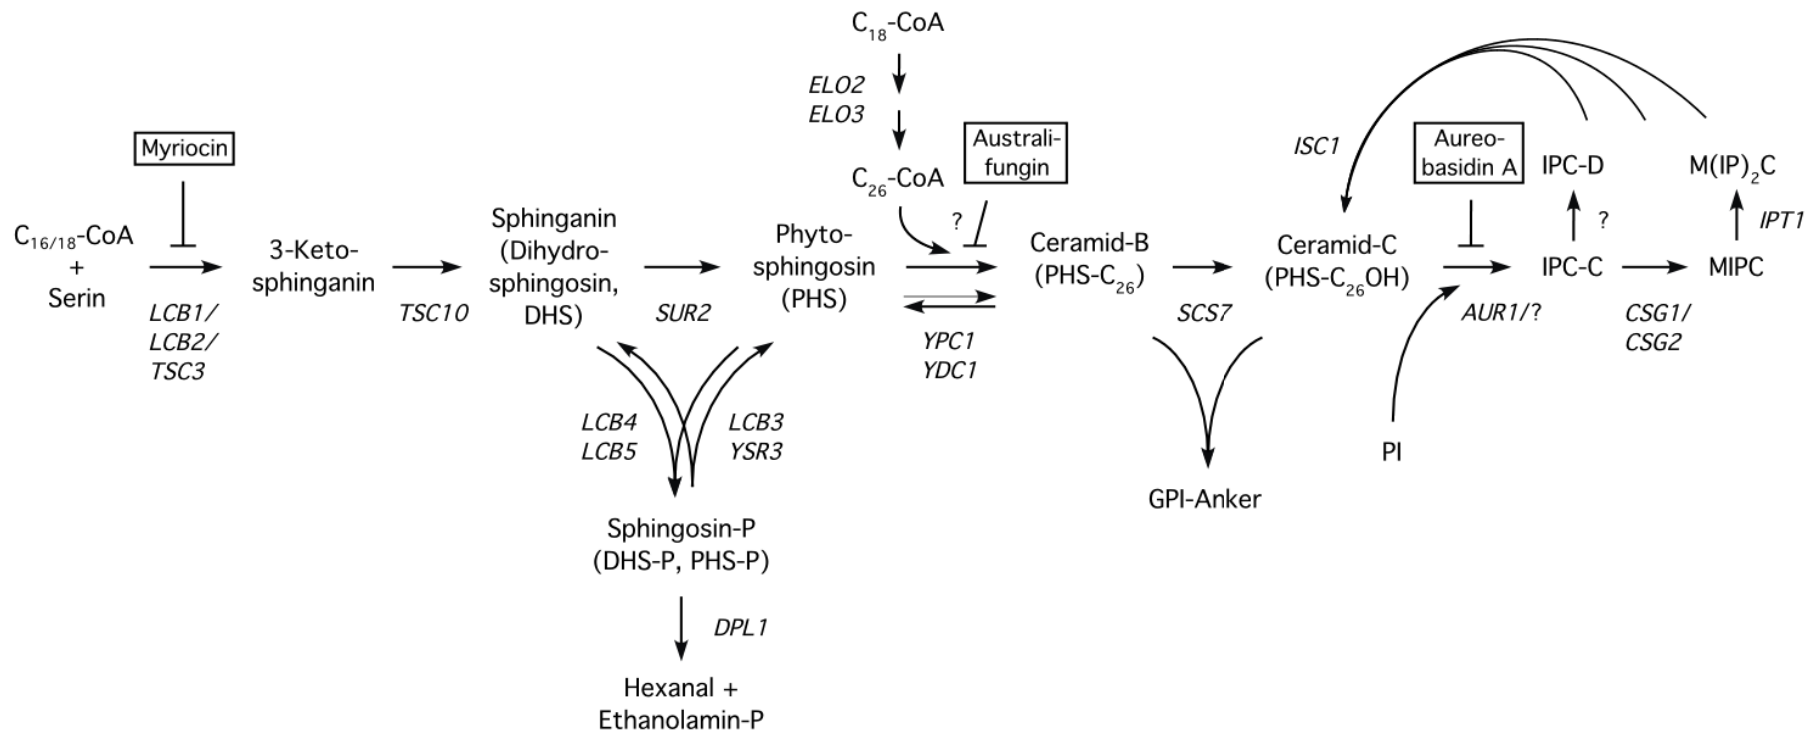 C18-CoA
ELO2
ELO3
C26-CoA
Myriocin
C16/18-CoA
+
Serin
LCB1/
LCB2/
TSC3
3-Keto-
sphinganin
TSC10
Sphinganin
(Dihydro-
sphingosin,
DHS)
SUR2
Phyto-
sphingosin
(PHS)
Australi-
fungin
?
YPC1
YDC1
Ceramid-B
(PHS-C26)
SCS7
Ceramid-C
(PHS-C26OH)
ISC1
Aureo-
basidin A
AUR1/?
PI
IPC-D
?
IPC-C
CSG1/
CSG2
M(IP)2C
IPT1
MIPC
GPI-Anker
LCB4
LCB5
LCB3
YSR3
Sphingosin-P
(DHS-P, PHS-P)
DPL1
Hexanal +
Ethanolamin-P